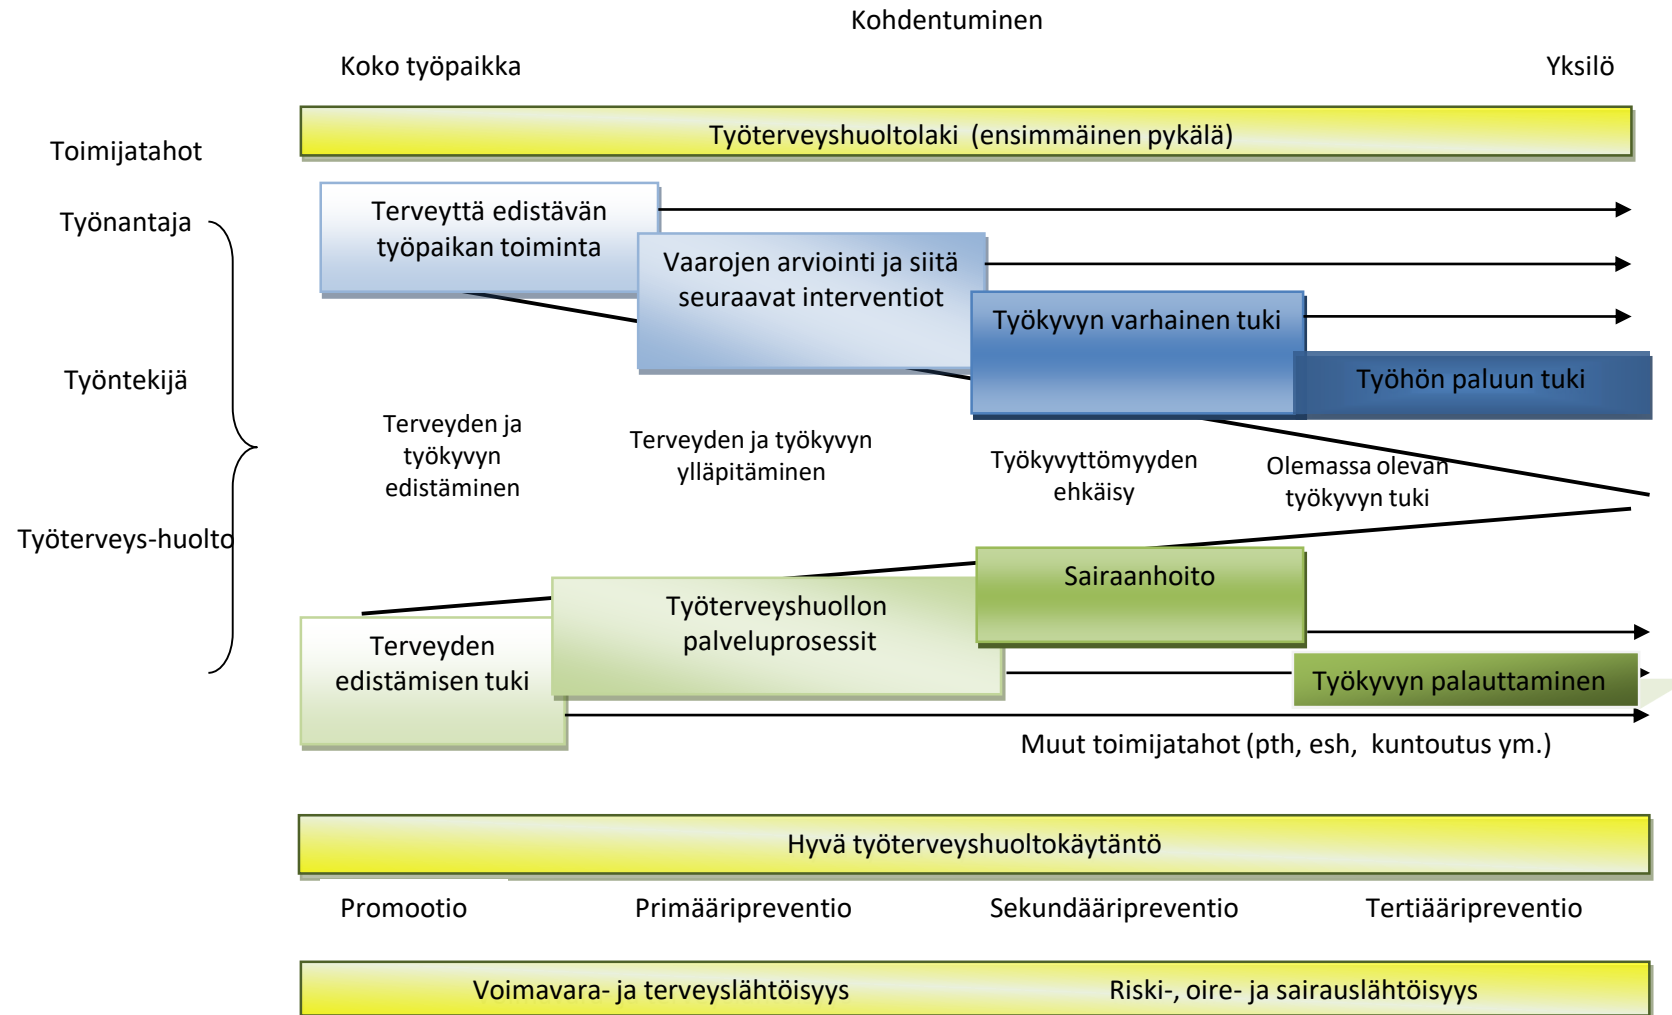 Kohdentuminen
Koko työpaikka
Yksilö
Työterveyshuoltolaki (ensimmäinen pykälä)
Toimijatahot
Työnantaja
Työntekijä
Työterveys-huolto
Terveyttä edistävän
työpaikan toiminta
Vaarojen arviointi ja siitä
seuraavat interventiot
Työkyvyn varhainen tuki
Työhön paluun tuki
Terveyden ja
työkyvyn
edistäminen
Terveyden ja työkyvyn
ylläpitäminen
Työkyvyttömyyden
ehkäisy
Olemassa olevan
työkyvyn tuki
Terveyden
edistämisen tuki
Työterveyshuollon
palveluprosessit
Sairaanhoito
Työkyvyn palauttaminen
Muut toimijatahot (pth, esh, kuntoutus ym.)
Hyvä työterveyshuoltokäytäntö
Promootio
Primääripreventio
Sekundääripreventio
Tertiääripreventio
Voimavara- ja terveyslähtöisyys
Riski-, oire- ja sairauslähtöisyys